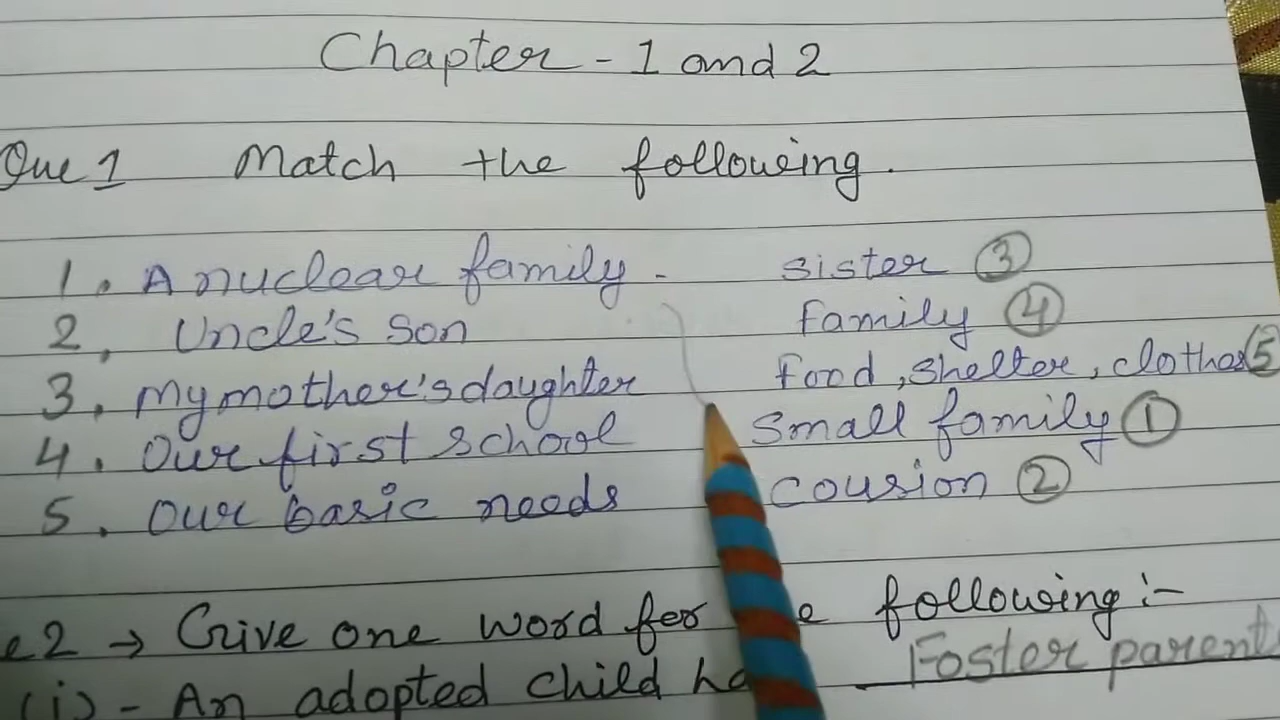 Chapter - 1 and 2
Que 1 Match the following.
1. A nuclear family - sister ③
2. Uncle's son family ④
3. My mother's daughter food, shelter, clothes ⑤
4. Our first school small family ①
5. Our basic needs cousion ②
e 2 → Give one word for e following :-
(i) - An adopted child ha Foster parent